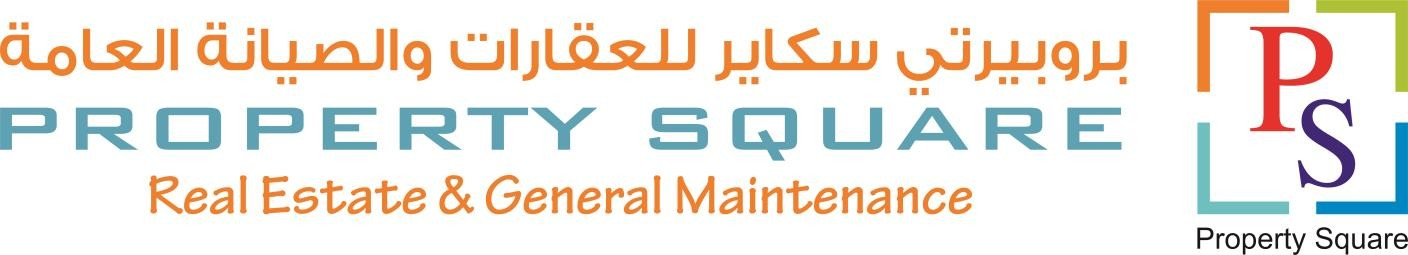 بروبيرتي سكاير للعقارات والصيانة العامة
PROPERTY SQUARE
Real Estate & General Maintenance
PS
Property Square